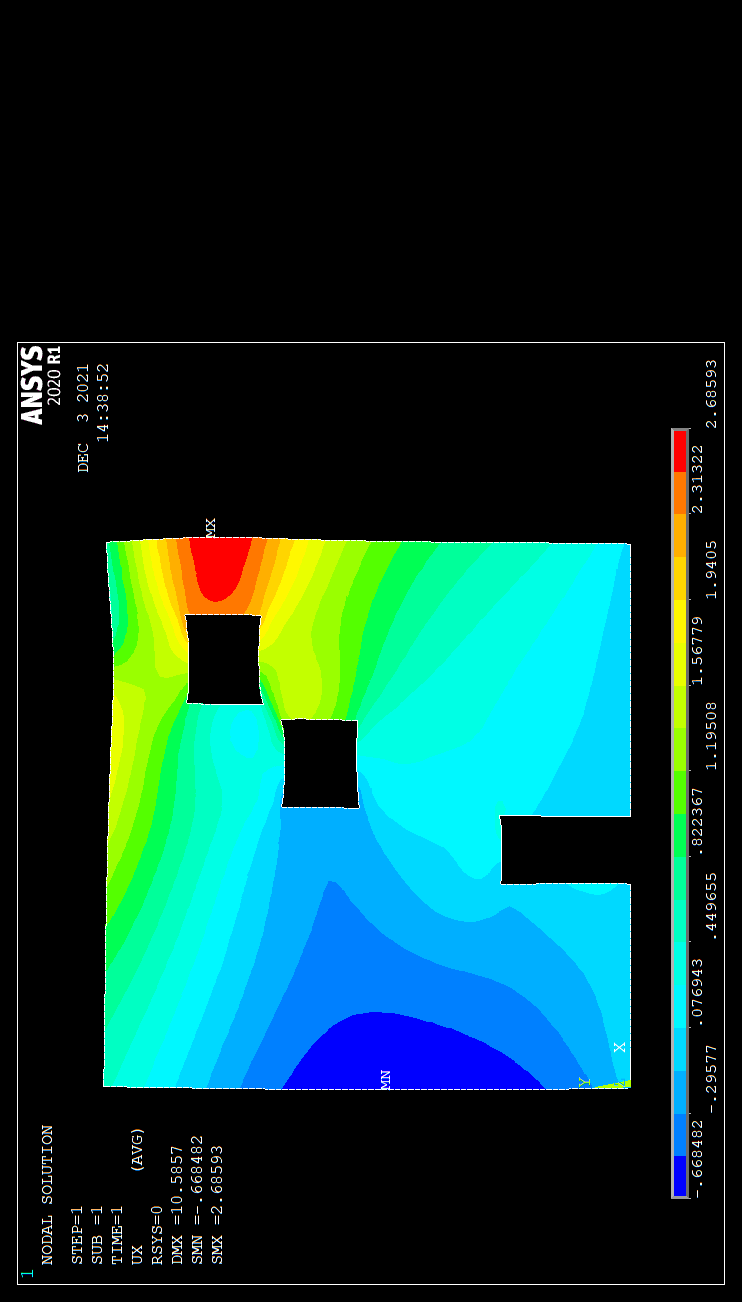 1
NODAL SOLUTION
STEP=1
SUB =1
TIME=1
UX (AVG)
RSYS=0
DMX =10.5857
SMN =-.668482
SMX =2.68593
ANSYS
2020 R1
DEC 3 2021
14:38:52
MX
MN
Y
X
-.668482
-.29577
.076943
.449655
.822367
1.19508
1.56779
1.9405
2.31322
2.68593